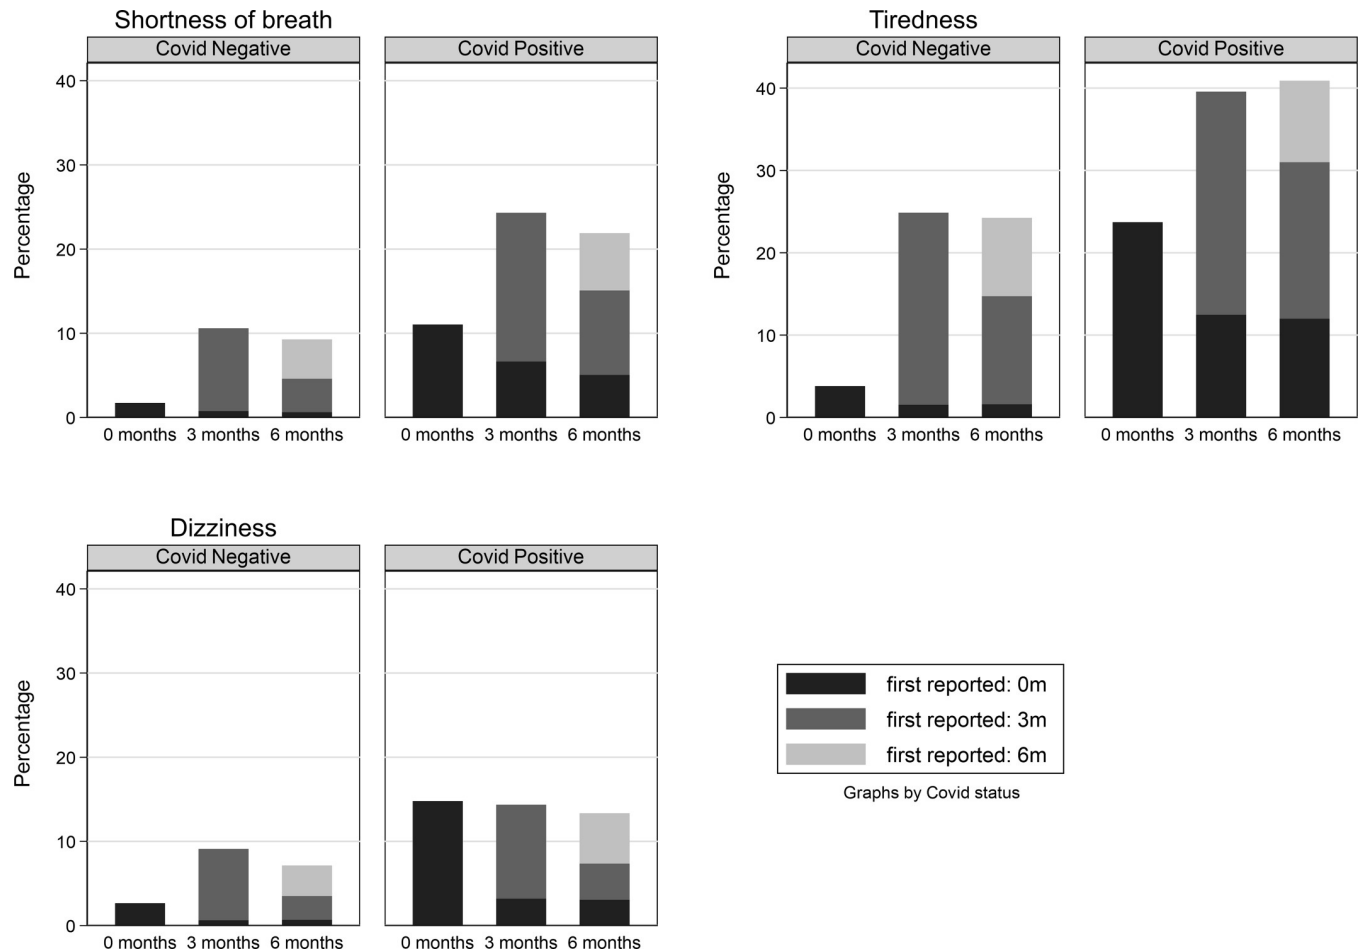 Shortness of breath
Covid Negative
Covid Positive
Percentage
40
30
20
10
0
0 months 3 months 6 months
0 months 3 months 6 months
Tiredness
Covid Negative
Covid Positive
Percentage
40
30
20
10
0
0 months 3 months 6 months
0 months 3 months 6 months
Dizziness
Covid Negative
Covid Positive
Percentage
40
30
20
10
0
0 months 3 months 6 months
0 months 3 months 6 months
first reported: 0m
first reported: 3m
first reported: 6m
Graphs by Covid status